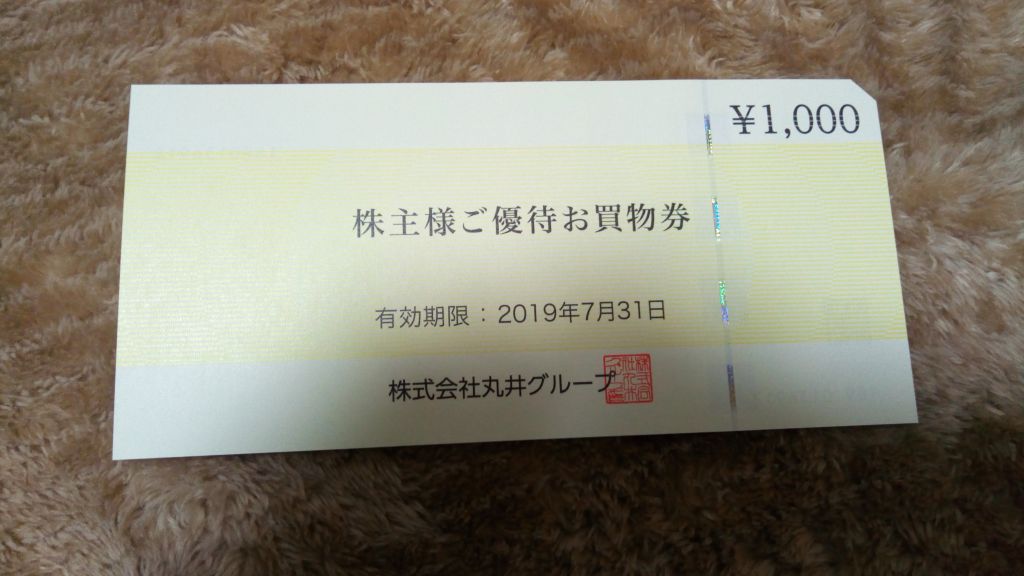 ¥1,000
株主様ご優待お買物券
有効期限：2019年7月31日
株式会社丸井グループ